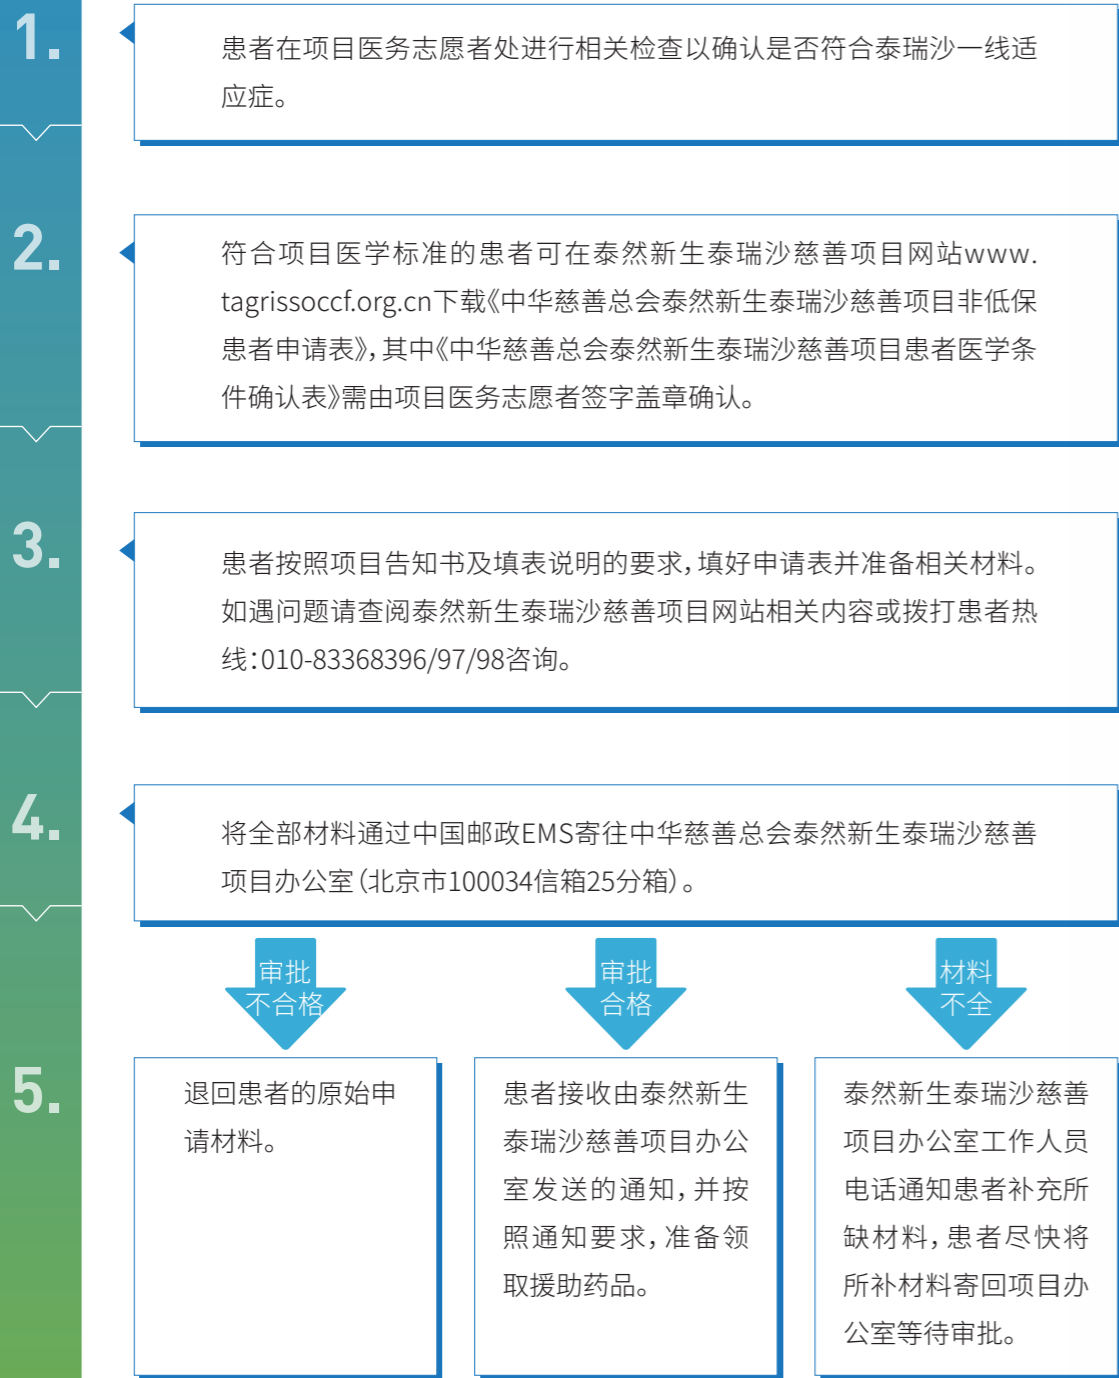 1.
患者在项目医务志愿者处进行相关检查以确认是否符合泰瑞沙一线适
应症。
2.
符合项目医学标准的患者可在泰然新生泰瑞沙慈善项目网站www.
tagrissoccf.org.cn下载《中华慈善总会泰然新生泰瑞沙慈善项目非低保
患者申请表》，其中《中华慈善总会泰然新生泰瑞沙慈善项目患者医学条
件确认表》需由项目医务志愿者签字盖章确认。
3.
患者按照项目告知书及填表说明的要求，填好申请表并准备相关材料。
如遇问题请查阅泰然新生泰瑞沙慈善项目网站相关内容或拨打患者热
线：010-83368396/97/98咨询。
4.
将全部材料通过中国邮政EMS寄往中华慈善总会泰然新生泰瑞沙慈善
项目办公室（北京市100034信箱25分箱）。
5.
审批
不合格
退回患者的原始申
请材料。
审批
合格
患者接收由泰然新生
泰瑞沙慈善项目办公
室发送的通知，并按
照通知要求，准备领
取援助药品。
材料
不全
泰然新生泰瑞沙慈善
项目办公室工作人员
电话通知患者补充所
缺材料，患者尽快将
所补材料寄回项目办
公室等待审批。